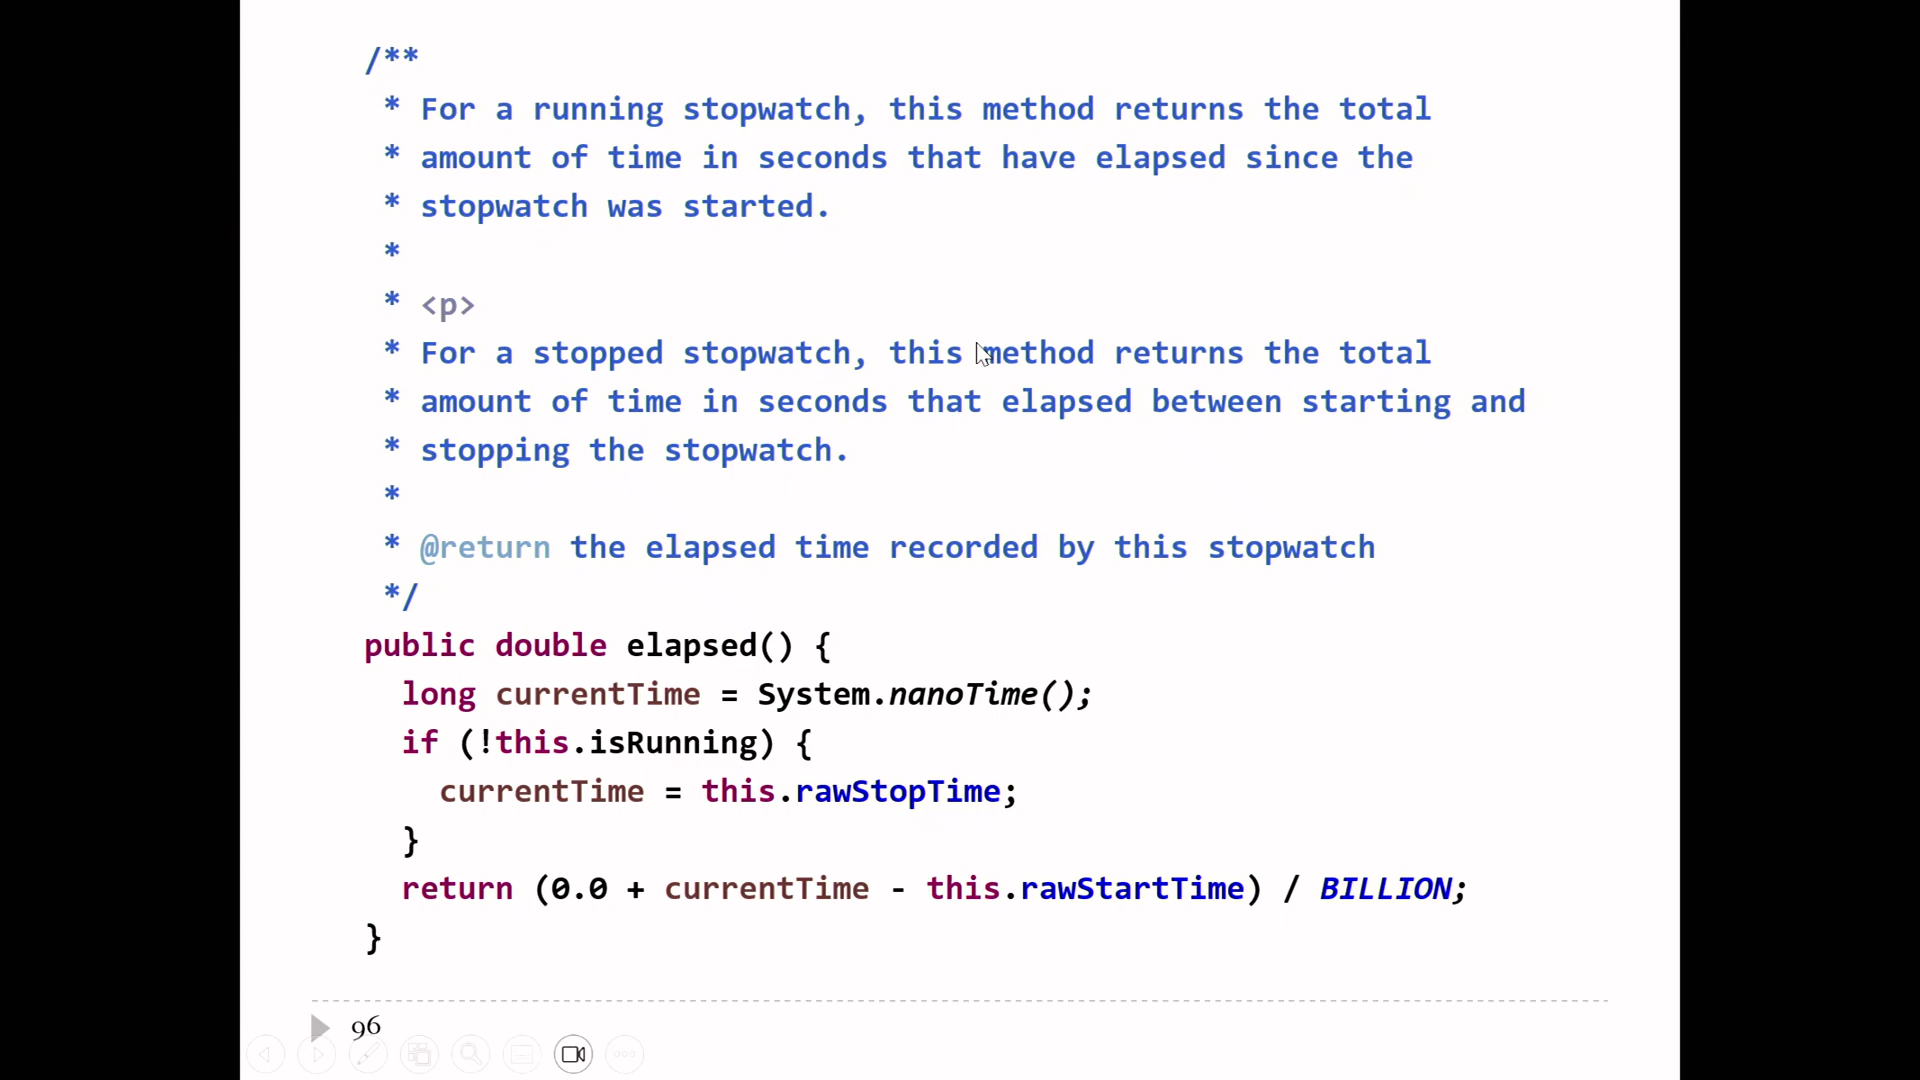 /**
* For a running stopwatch, this method returns the total
* amount of time in seconds that have elapsed since the
* stopwatch was started.
*
* <p>
* For a stopped stopwatch, this method returns the total
* amount of time in seconds that elapsed between starting and
* stopping the stopwatch.
*
* @return the elapsed time recorded by this stopwatch
*/
public double elapsed() {
long currentTime = System.nanoTime();
if (!this.isRunning) {
currentTime = this.rawStopTime;
}
return (0.0 + currentTime - this.rawStartTime) / BILLION;
}
96